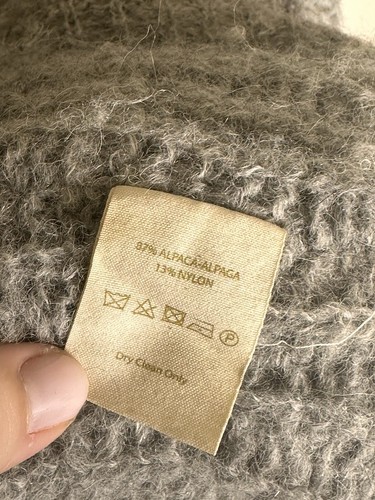 87% ALPACA-ALPAGA
13% NYLON
P
Dry Clean Only